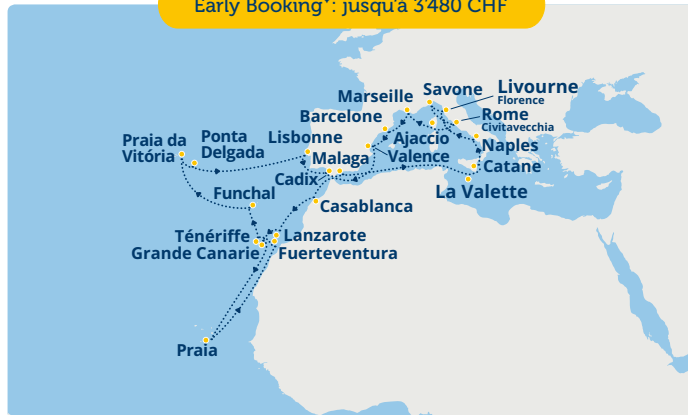 Early Booking*: jusqu'à 3'480 CHF
Savone
Livourne
Florence
Marseille
Barcelone
Rome
Civitavecchia
Praia da
Vitória
Ponta
Delgada
Lisbonne
Ajaccio
Naples
Malaga
Valence
Catane
Cadix
La Valette
Funchal
Casablanca
Ténériffe
Lanzarote
Grande Canarie
Fuerteventura
Praia